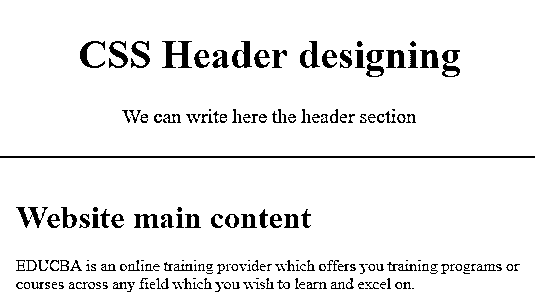 CSS Header designing
We can write here the header section
Website main content
EDUCBA is an online training provider which offers you training programs or
courses across any field which you wish to learn and excel on.